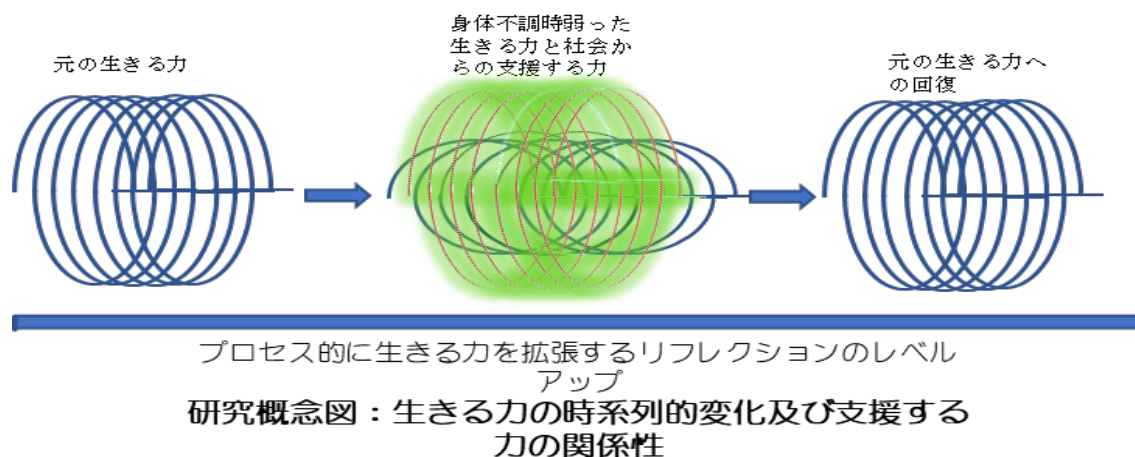 元の生きる力
身体不調時弱った
生きる力と社会か
らの支援する力
元の生きる力へ
の回復
プロセス的に生きる力を拡張するリフレクションのレベル
アップ
研究概念図：生きる力の時系列的変化及び支援する
力の関係性